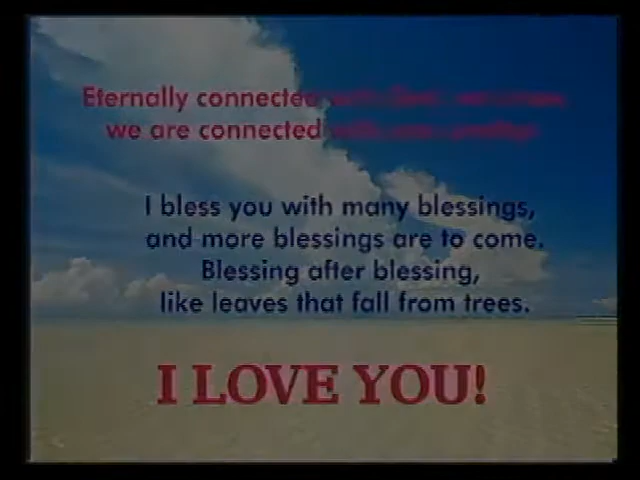 Eternally connected
we are connected
I bless you with many blessings,
and more blessings are to come.
Blessing after blessing,
like leaves that fall from trees.
I LOVE YOU!